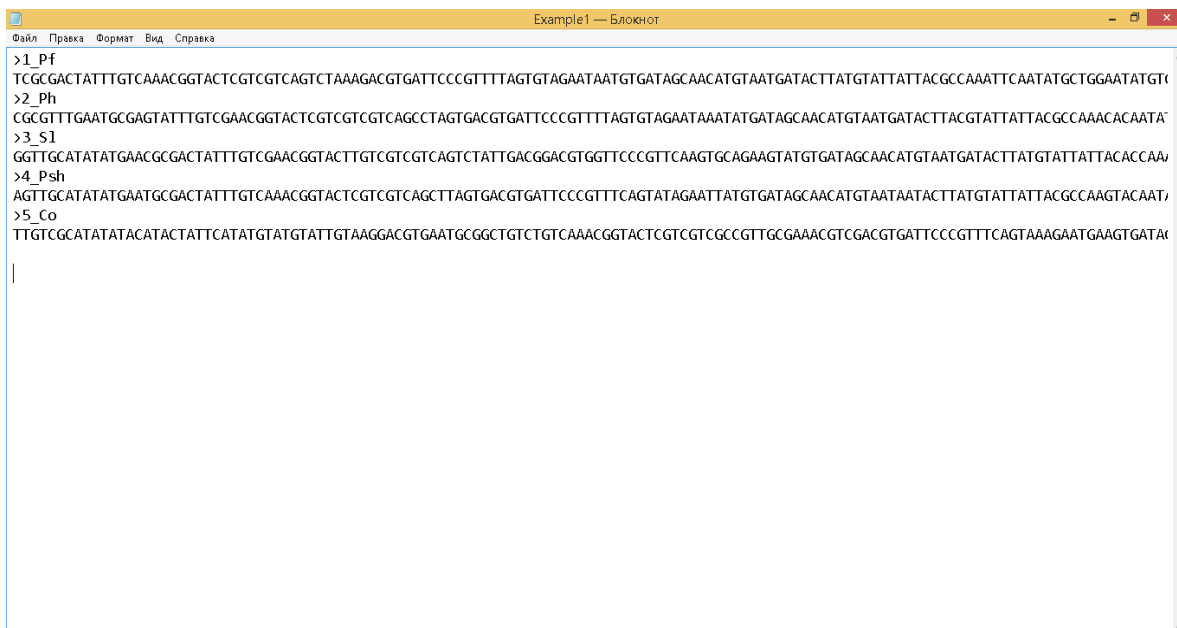 Example1 — Блокнот
Файл Правка Формат Вид Справка
>1_Pf
TCGCGACTATTTGTCAAACGGTACTCGTCGTCAGTCTAAAGACGTGATTCCCGTTTTAGTGTAGAATAATGTGATAGCAACATGTAATGATACTTATGTATTATTACGCCAAATTCAATATGCTGGAATATGT
>2_Ph
CGCGTTTGAATGCGAGTATTTGTCGAACGGTACTCGTCGTCGTCAGCCTAGTGACGTGATTCCCGTTTTAGTGTAGAATAAATATGATAGCAACATGTAATGATACTTACGTATTATTACGCCAAACACAATA
>3_Sl
GGTTGCATATATGAACGCGACTATTTGTCGAACGGTACTTGTCGTCGTCAGTCTATTGACGGACGTGGTTCCCGTTCAAGTGCAGAAGTATGTGATAGCAACATGTAATGATACTTATGTATTATTACACCAA
>4_Psh
AGTTGCATATATGAATGCGACTATTTGTCAAACGGTACTCGTCGTCAGCTTAGTGACGTGATTCCCGTTTCAGTATAGAATTATGTGATAGCAACATGTAATAATACTTATGTATTATTACGCCAAGTACAAT
>5_Co
TTGTCGCATATATACATACTATTCATATGTATGTATTGTAAGGACGTGAATGCGGCTGTCTGTCAAACGGTACTCGTCGTCGCCGTTGCGAAACGTCGACGTGATTCCCGTTTCAGTAAAGAATGAAGTGATA